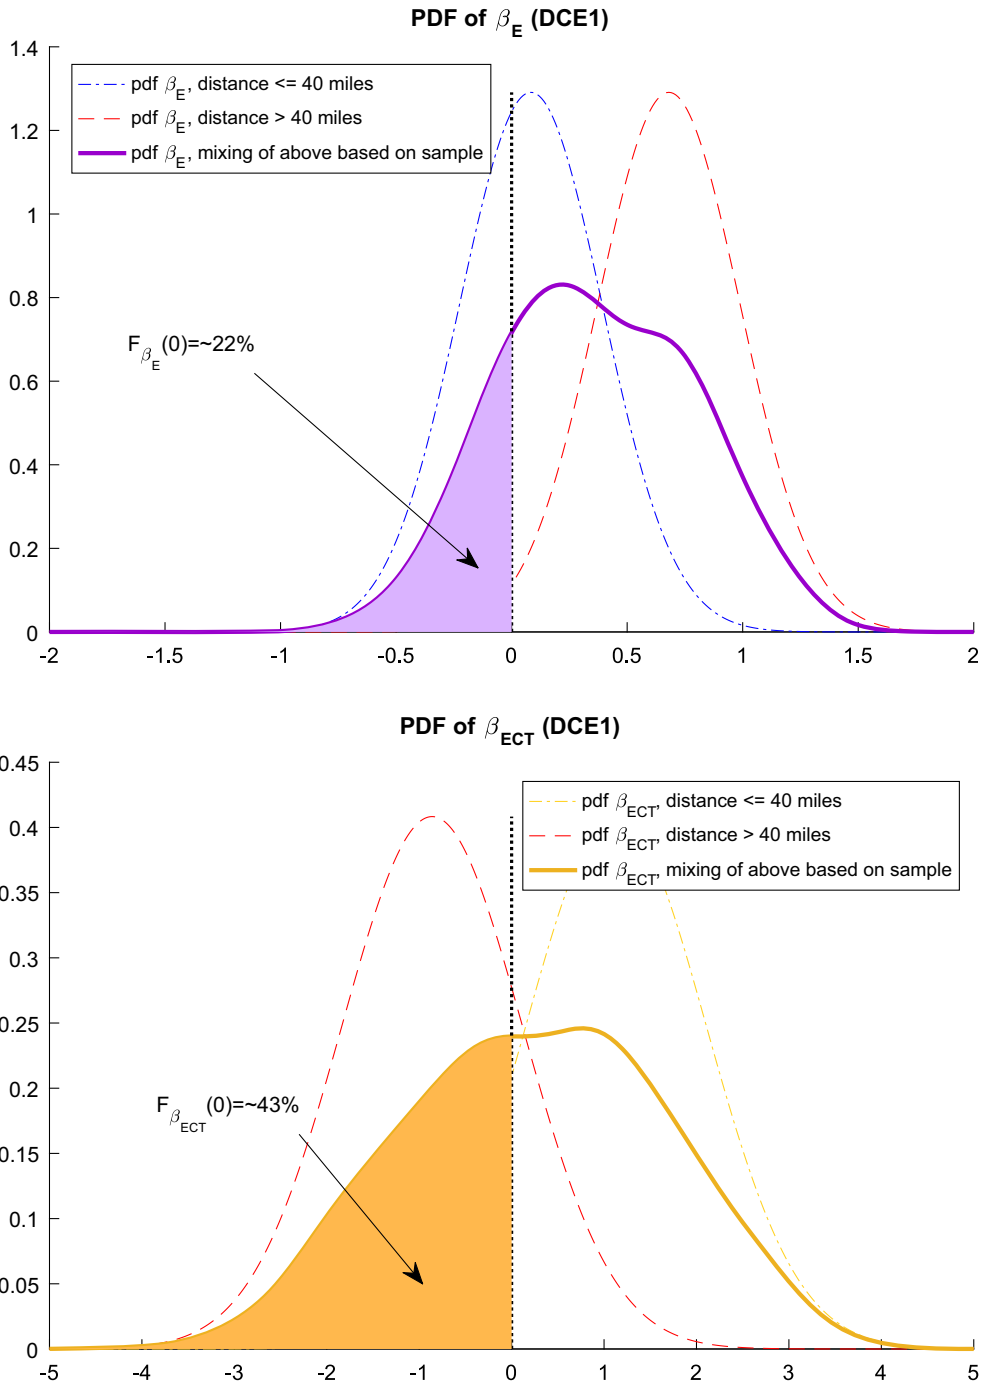 PDF of β_E (DCE1)
1.4
1.2
1
0.8
0.6
0.4
0.2
0
pdf β_E, distance <= 40 miles
pdf β_E, distance > 40 miles
pdf β_E, mixing of above based on sample
F_β_E(0)=~22%
-2 -1.5 -1 -0.5 0 0.5 1 1.5 2
PDF of β_ECT (DCE1)
0.45
0.4
0.35
0.3
0.25
0.2
0.15
0.1
0.05
0
pdf β_ECT, distance <= 40 miles
pdf β_ECT, distance > 40 miles
pdf β_ECT, mixing of above based on sample
F_β_ECT(0)=~43%
-5 -4 -3 -2 -1 0 1 2 3 4 5